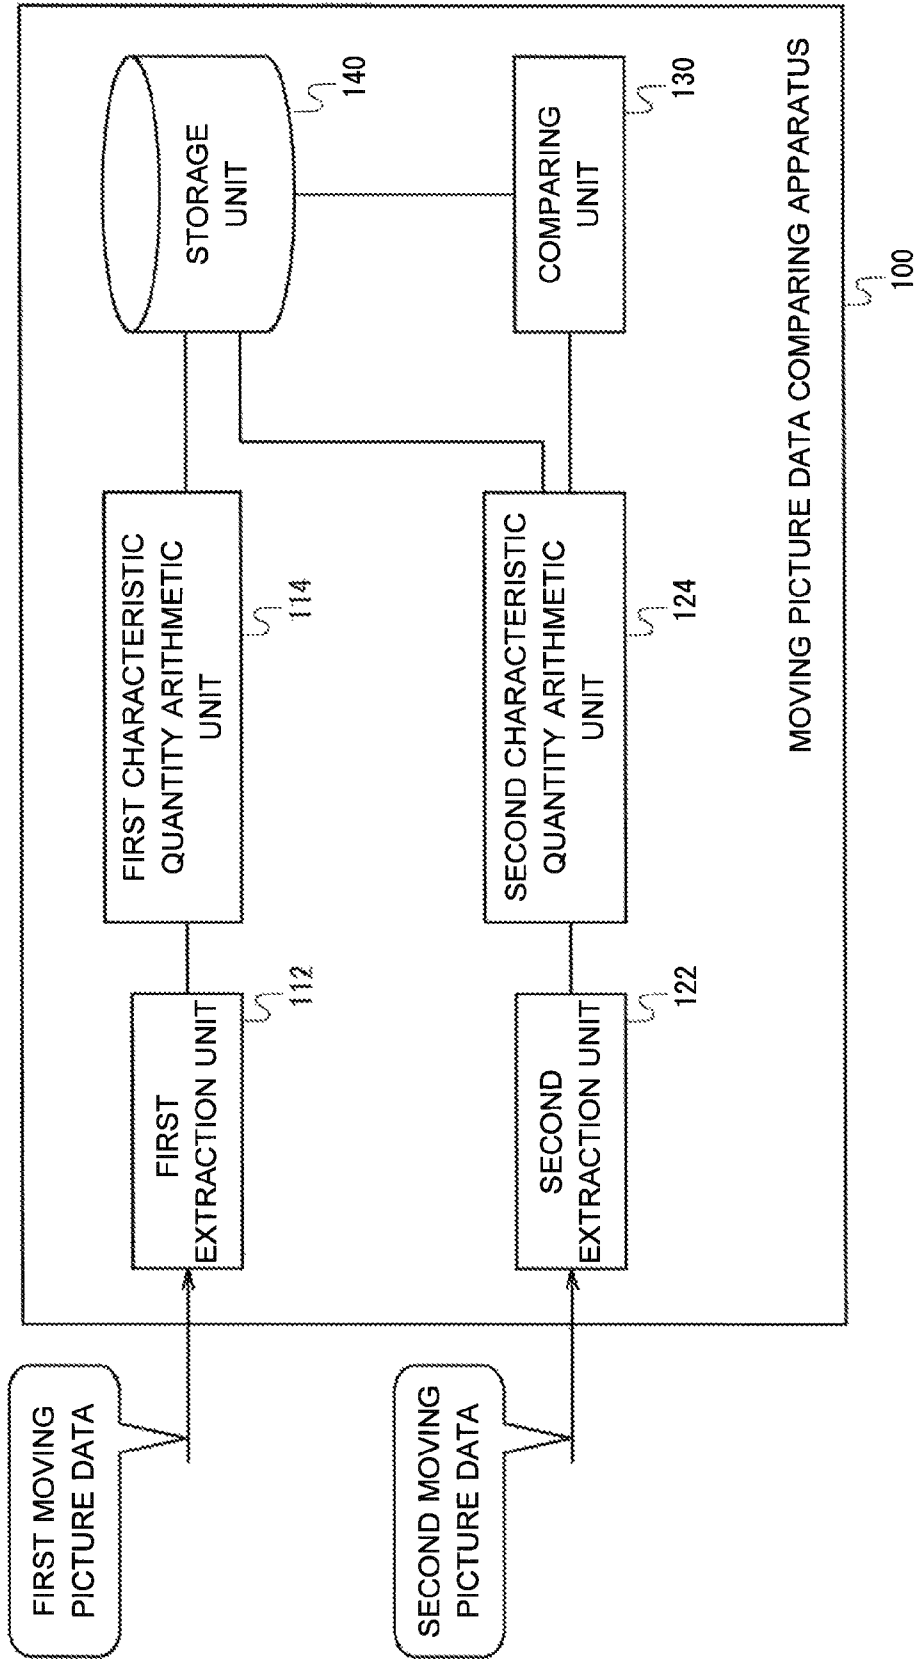 FIRST MOVING
PICTURE DATA
FIRST
EXTRACTION UNIT
112
FIRST CHARACTERISTIC
QUANTITY ARITHMETIC
UNIT
114
STORAGE
UNIT
140
SECOND MOVING
PICTURE DATA
SECOND
EXTRACTION UNIT
122
SECOND CHARACTERISTIC
QUANTITY ARITHMETIC
UNIT
124
COMPARING
UNIT
130
MOVING PICTURE DATA COMPARING APPARATUS
100